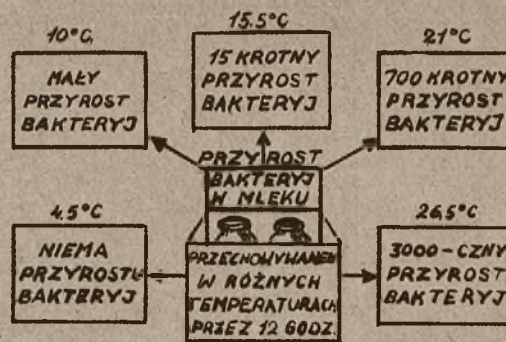 10°C.
MAŁY
PRZYROST
BAKTERYJ
15.5°C
15 KROTNY
PRZYROST
BAKTERYJ
21°C
700 KROTNY
PRZYROST
BAKTERYJ
4.5°C
NIEMA
PRZYROSTU
BAKTERYJ
PRZYROST
BAKTERYJ
W MLEKU
PRZECHOWYWANEM
W RÓŻNYCH
TEMPERATURACH
PRZEZ 12 GODZ.
26,5°C
3000-CZNY
PRZYROST
BAKTERYJ